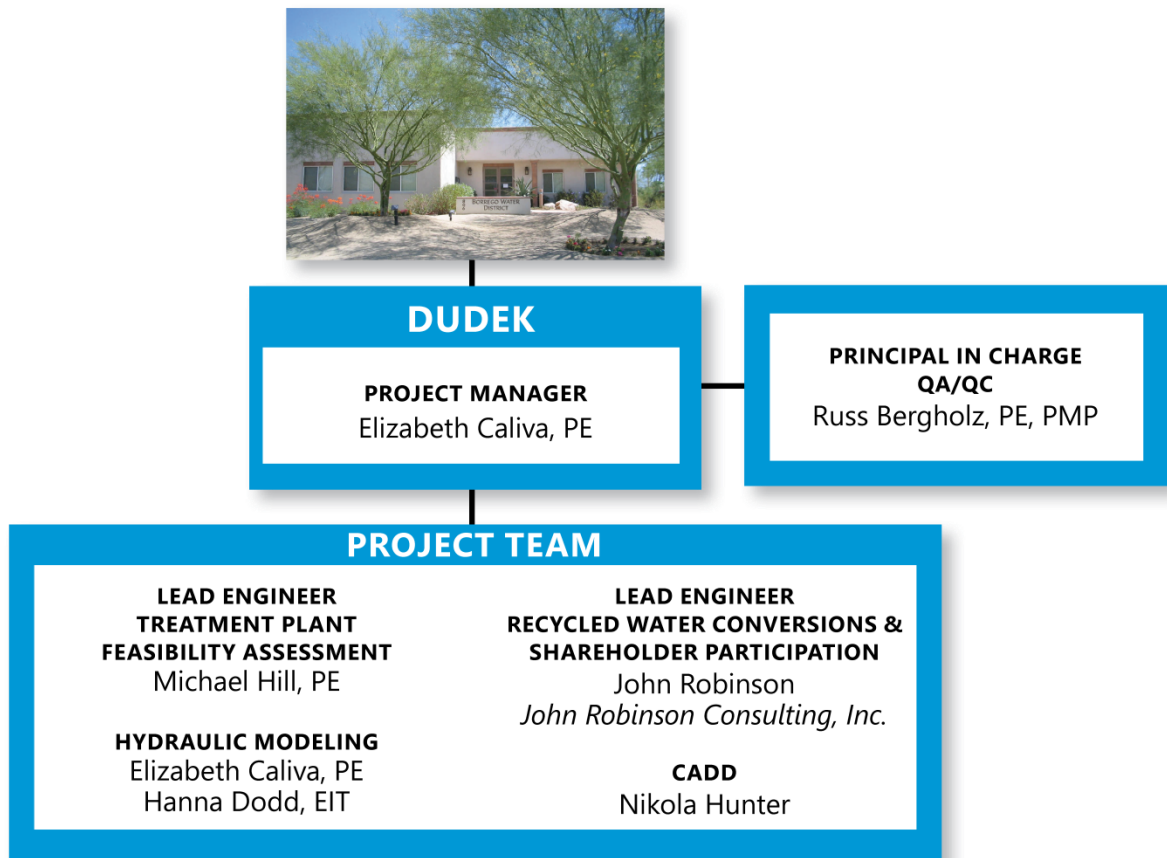 BORREGO WATER
DISTRICT
DUDEK
PROJECT MANAGER
Elizabeth Caliva, PE
PRINCIPAL IN CHARGE
QA/QC
Russ Bergholz, PE, PMP
PROJECT TEAM
LEAD ENGINEER
TREATMENT PLANT
FEASIBILITY ASSESSMENT
Michael Hill, PE
HYDRAULIC MODELING
Elizabeth Caliva, PE
Hanna Dodd, EIT
LEAD ENGINEER
RECYCLED WATER CONVERSIONS &
SHAREHOLDER PARTICIPATION
John Robinson
John Robinson Consulting, Inc.
CADD
Nikola Hunter